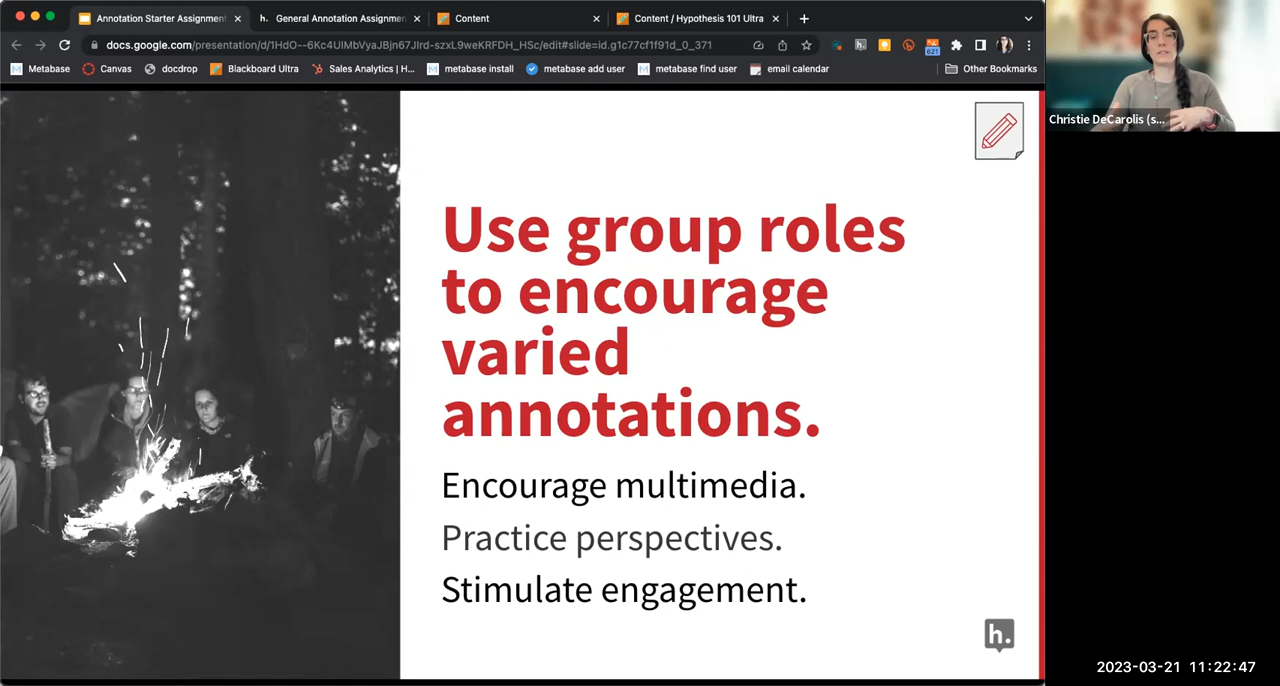 Annotation Starter Assignment
h. General Annotation Assignmen
Content
Content / Hypothesis 101 Ultra
docs.google.com/presentation/d/1HdO--6Kc4UIMbVyaJBjn67JIrd-szxL9weKRFDH_HSc/edit#slide=id.g1c77cf1f91d_0_371
621
Metabase
Canvas
docdrop
Blackboard Ultra
Sales Analytics | H...
metabase install
metabase add user
metabase find user
email calendar
Other Bookmarks
Christie DeCarolis (s...
Use group roles
to encourage
varied
annotations.
Encourage multimedia.
Practice perspectives.
Stimulate engagement.
h.
2023-03-21 11:22:47